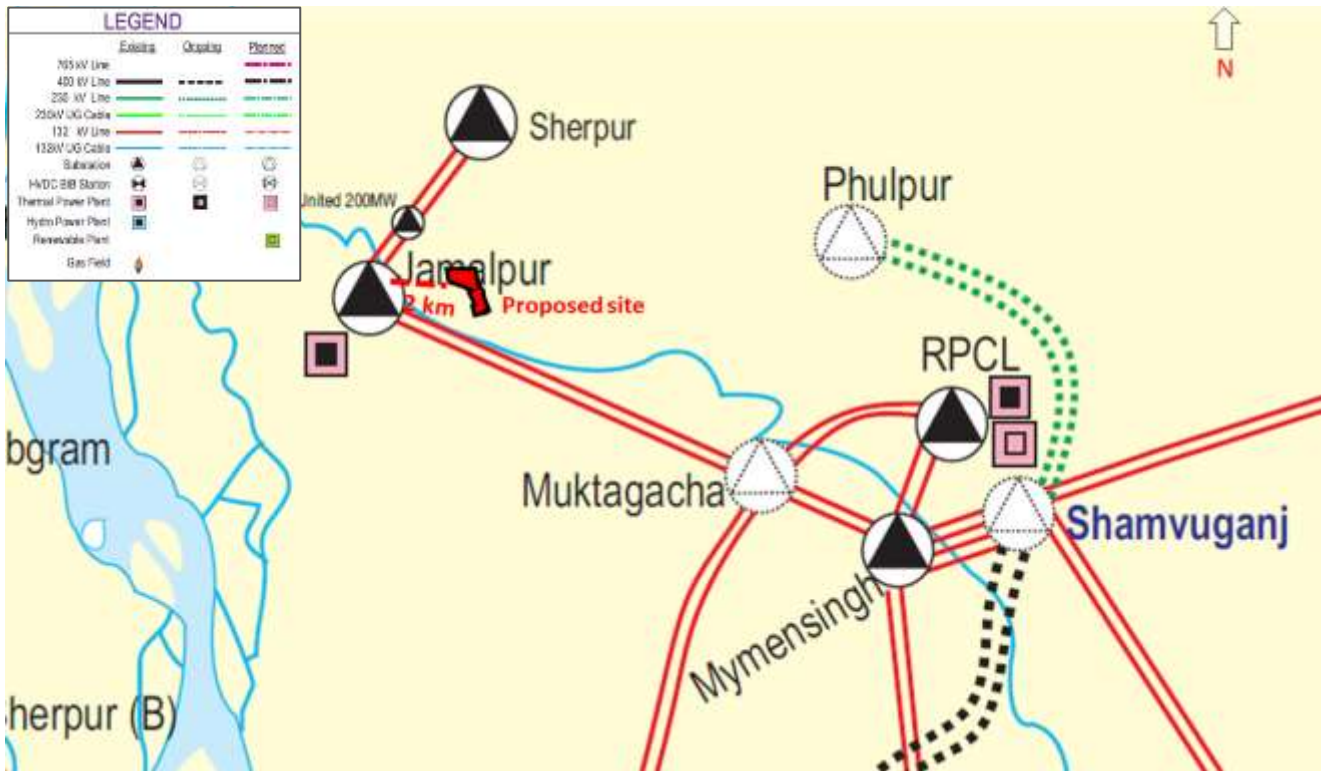 LEGEND
Existing Ongoing Planned
765 kV Line
400 kV Line
230 kV Line
230kV UG Cable
132 kV Line
132kV UG Cable
Substation
HVDC B/B Station
Thermal Power Plant
Hydro Power Plant
Renewable Plant
Gas Field
N
Sherpur
United 200MW
Phulpur
Jamalpur
2 km
Proposed site
RPCL
bgram
Muktagacha
Shamvuganj
Mymensingh
herpur (B)